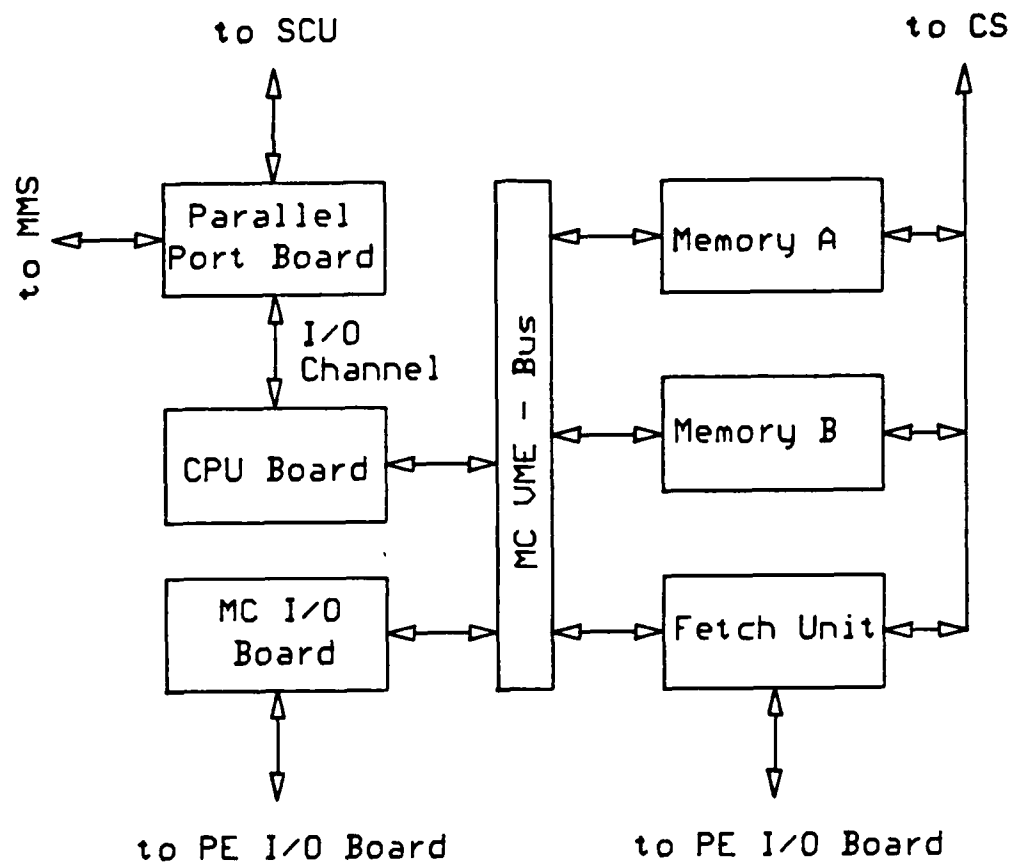 to SCU
to CS
to MMS
Parallel
Port Board
Memory A
I/O
Channel
MC VME - Bus
CPU Board
Memory B
MC I/O
Board
Fetch Unit
to PE I/O Board
to PE I/O Board